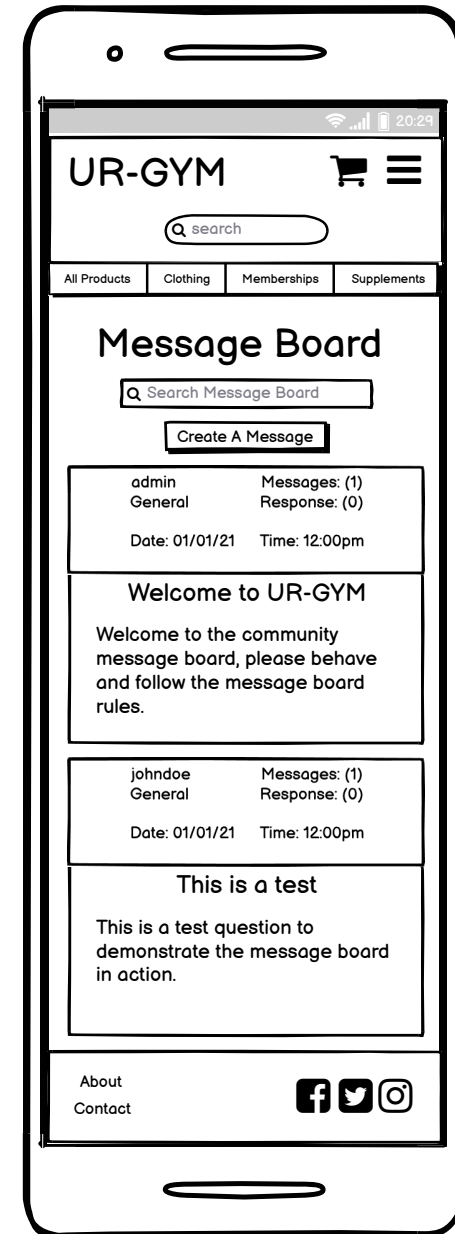 20:29
UR-GYM
search
All Products Clothing Memberships Supplements
Message Board
Search Message Board
Create A Message
admin Messages: (1)
General Response: (0)
Date: 01/01/21 Time: 12:00pm
Welcome to UR-GYM
Welcome to the community
message board, please behave
and follow the message board
rules.
johndoe Messages: (1)
General Response: (0)
Date: 01/01/21 Time: 12:00pm
This is a test
This is a test question to
demonstrate the message board
in action.
About
Contact